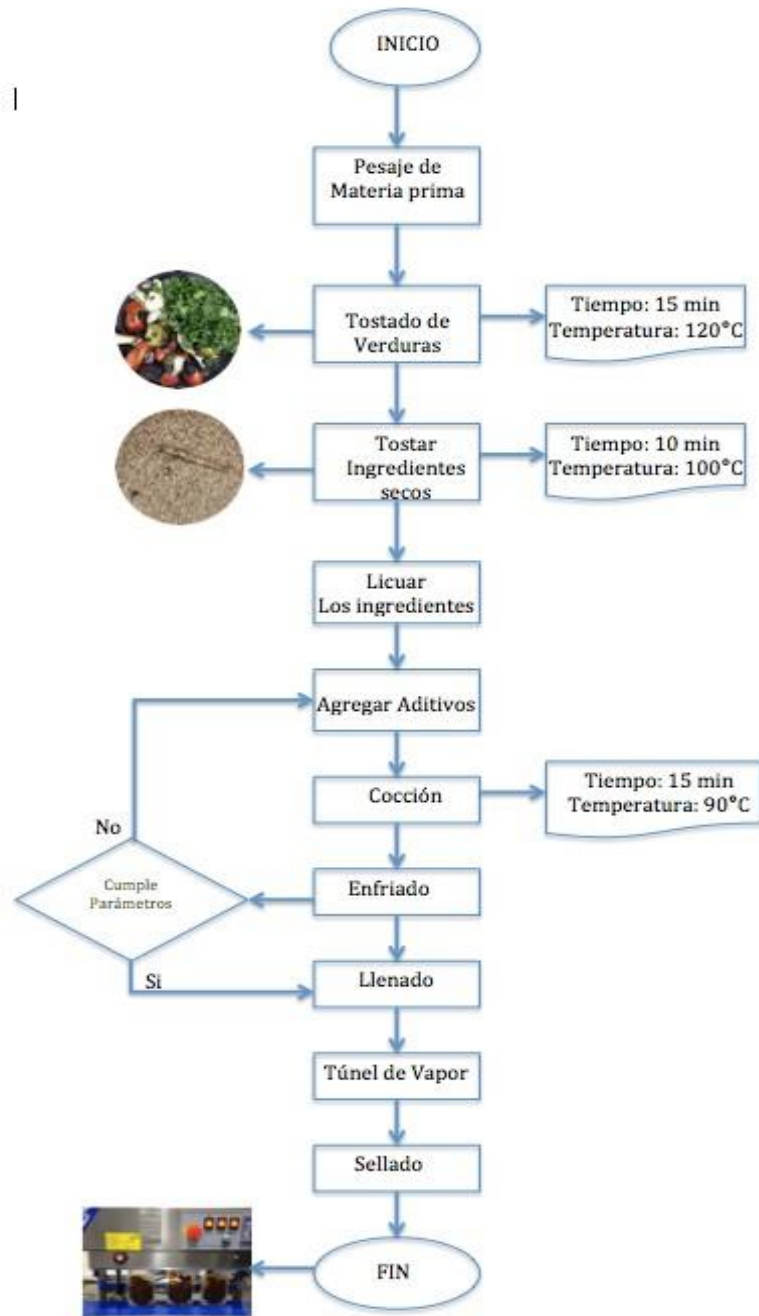 INICIO
Pesaje de
Materia prima
Tostado de
Verduras
Tiempo: 15 min
Temperatura: 120°C
Tostar
Ingredientes
secos
Tiempo: 10 min
Temperatura: 100°C
Licuar
Los ingredientes
Agregar Aditivos
Cocción
Tiempo: 15 min
Temperatura: 90°C
No
Cumple
Parámetros
Enfriado
Si
Llenado
Túnel de Vapor
Sellado
FIN